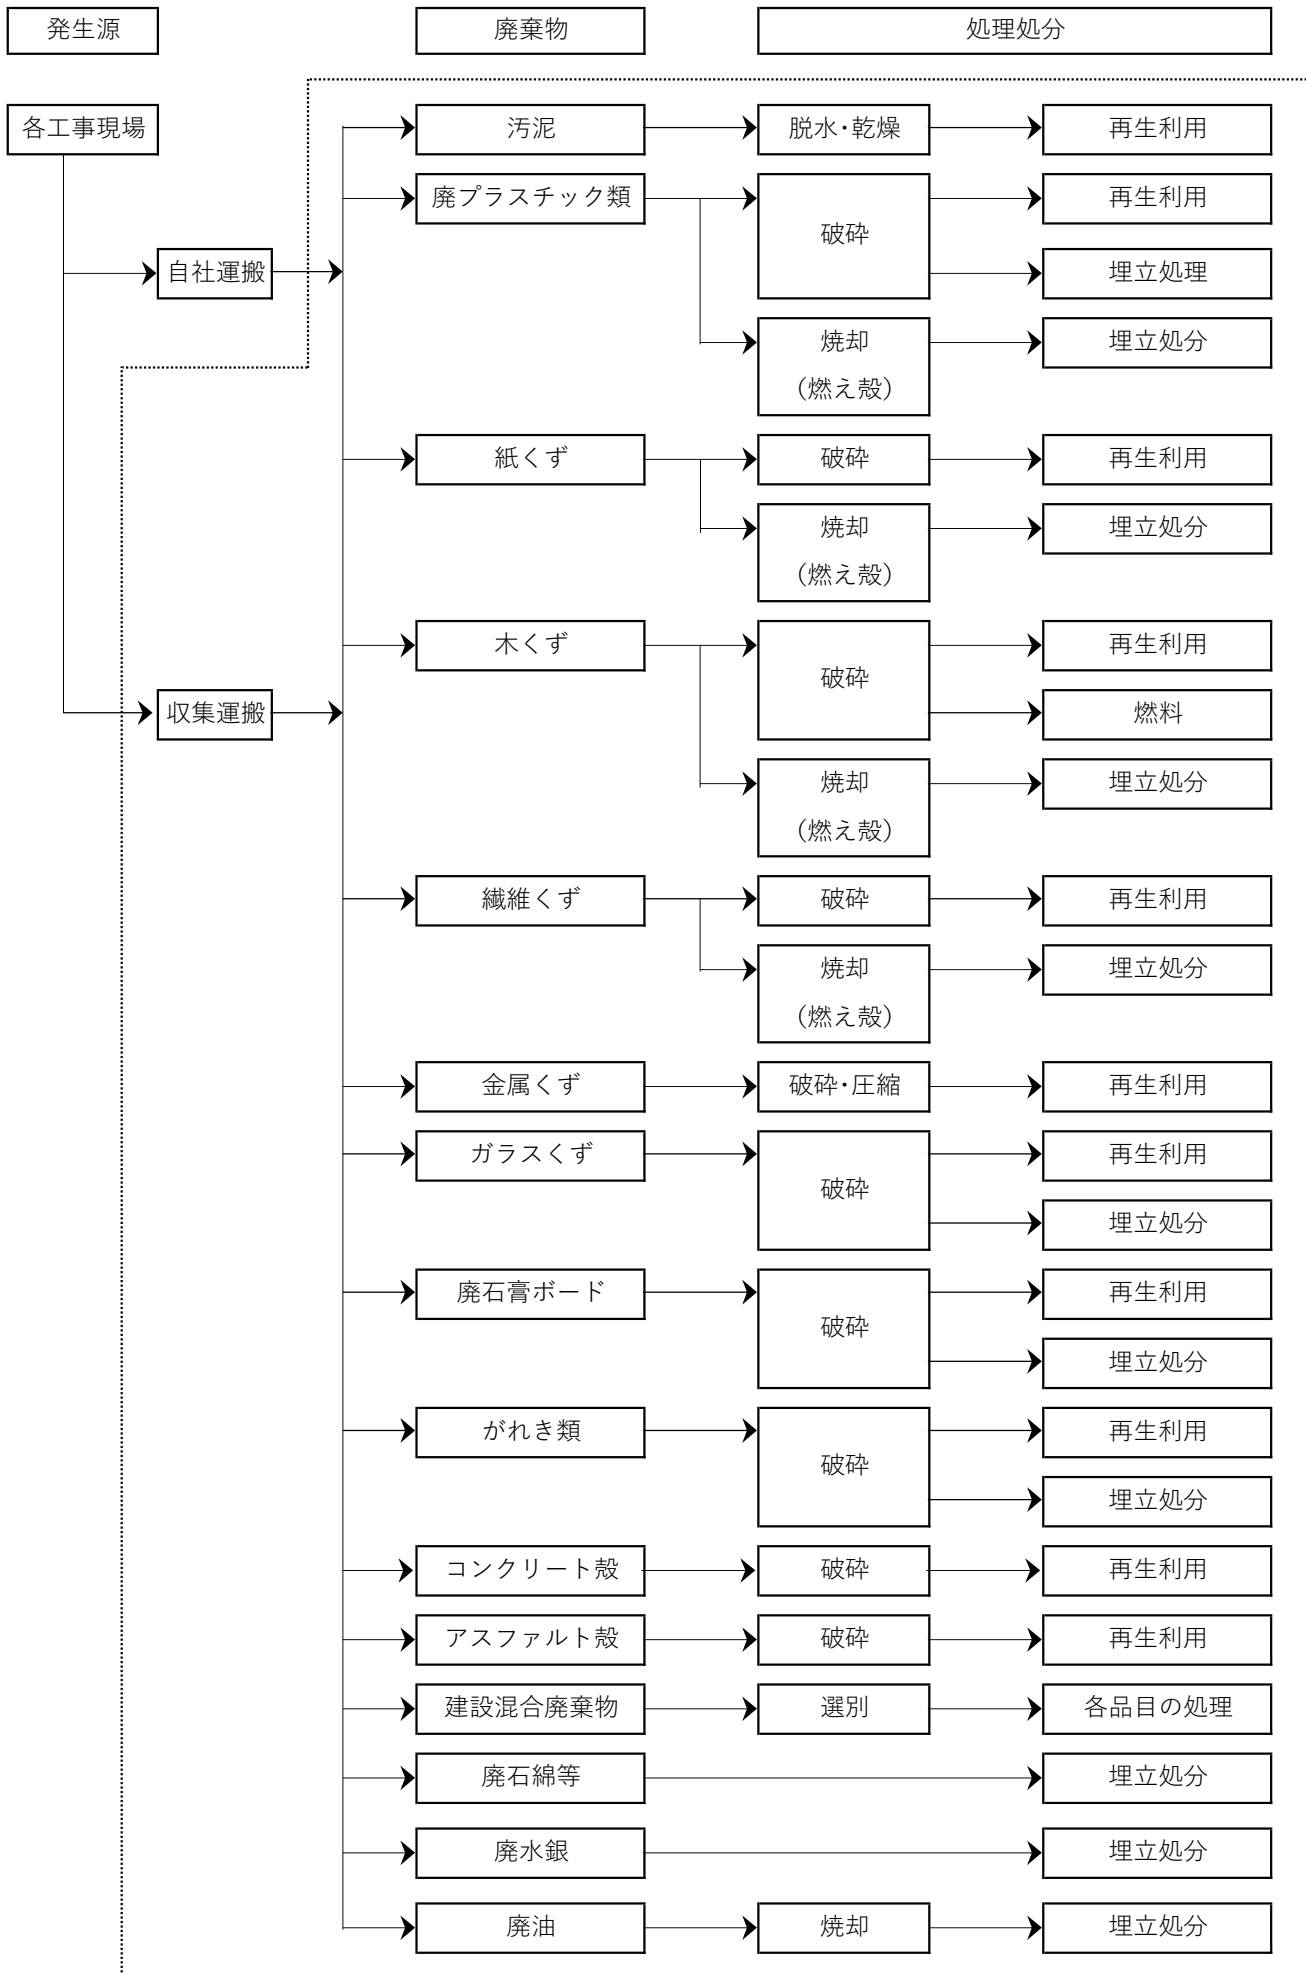 発生源
廃棄物
処理処分
各工事現場
汚泥
脱水・乾燥
再生利用
廃プラスチック類
破砕
再生利用
自社運搬
埋立処理
焼却
（燃え殻）
埋立処分
紙くず
破砕
再生利用
焼却
（燃え殻）
埋立処分
木くず
破砕
再生利用
収集運搬
燃料
焼却
（燃え殻）
埋立処分
繊維くず
破砕
再生利用
焼却
（燃え殻）
埋立処分
金属くず
破砕・圧縮
再生利用
ガラスくず
破砕
再生利用
埋立処分
廃石膏ボード
破砕
再生利用
埋立処分
がれき類
破砕
再生利用
埋立処分
コンクリート殻
破砕
再生利用
アスファルト殻
破砕
再生利用
建設混合廃棄物
選別
各品目の処理
廃石綿等
埋立処分
廃水銀
埋立処分
廃油
焼却
埋立処分